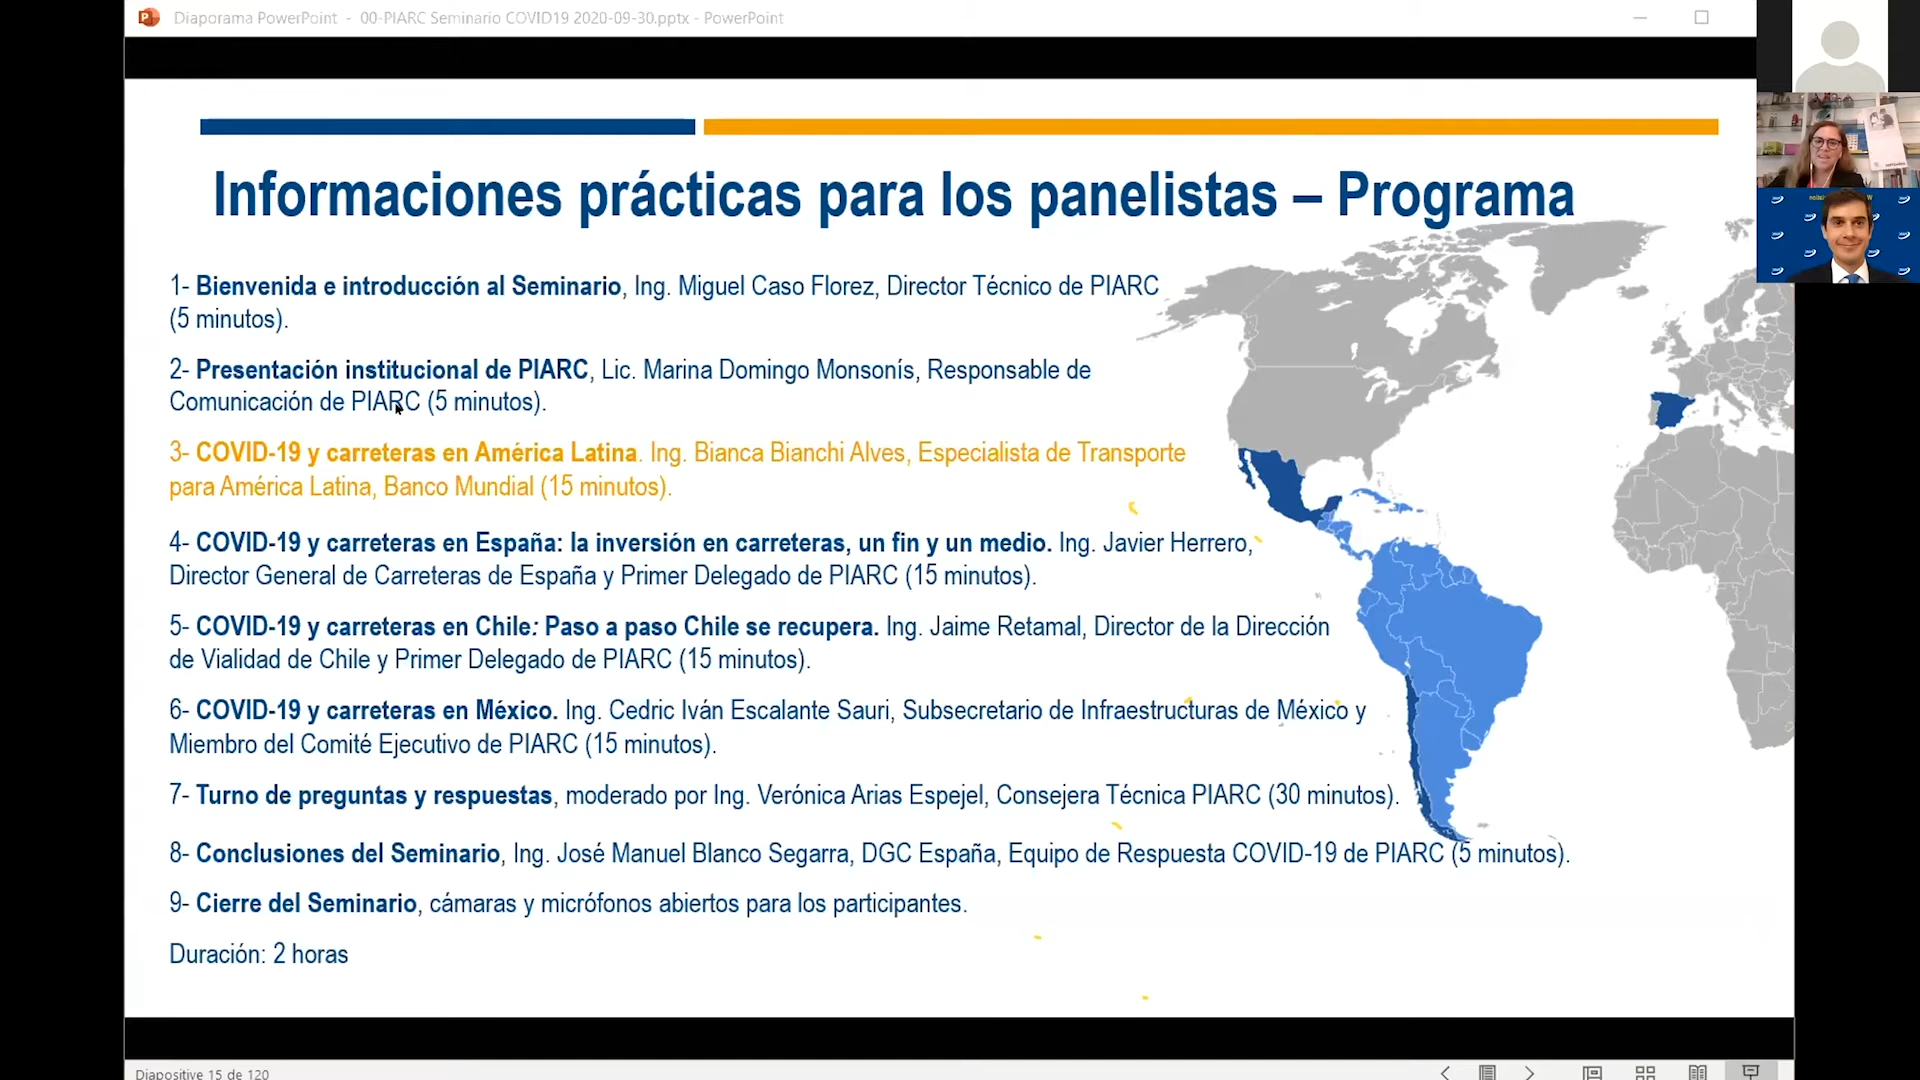 Diaporama PowerPoint - 00-PIARC Seminario COVID19 2020-09-30.pptx - PowerPoint
Informaciones prácticas para los panelistas – Programa
1- Bienvenida e introducción al Seminario, Ing. Miguel Caso Florez, Director Técnico de PIARC
(5 minutos).
2- Presentación institucional de PIARC, Lic. Marina Domingo Monsonís, Responsable de
Comunicación de PIARC (5 minutos).
3- COVID-19 y carreteras en América Latina. Ing. Bianca Bianchi Alves, Especialista de Transporte
para América Latina, Banco Mundial (15 minutos).
4- COVID-19 y carreteras en España: la inversión en carreteras, un fin y un medio. Ing. Javier Herrero,
Director General de Carreteras de España y Primer Delegado de PIARC (15 minutos).
5- COVID-19 y carreteras en Chile: Paso a paso Chile se recupera. Ing. Jaime Retamal, Director de la Dirección
de Vialidad de Chile y Primer Delegado de PIARC (15 minutos).
6- COVID-19 y carreteras en México. Ing. Cedric Iván Escalante Sauri, Subsecretario de Infraestructuras de México y
Miembro del Comité Ejecutivo de PIARC (15 minutos).
7- Turno de preguntas y respuestas, moderado por Ing. Verónica Arias Espejel, Consejera Técnica PIARC (30 minutos).
8- Conclusiones del Seminario, Ing. José Manuel Blanco Segarra, DGC España, Equipo de Respuesta COVID-19 de PIARC (5 minutos).
9- Cierre del Seminario, cámaras y micrófonos abiertos para los participantes.
Duración: 2 horas
Diapositive 15 de 120